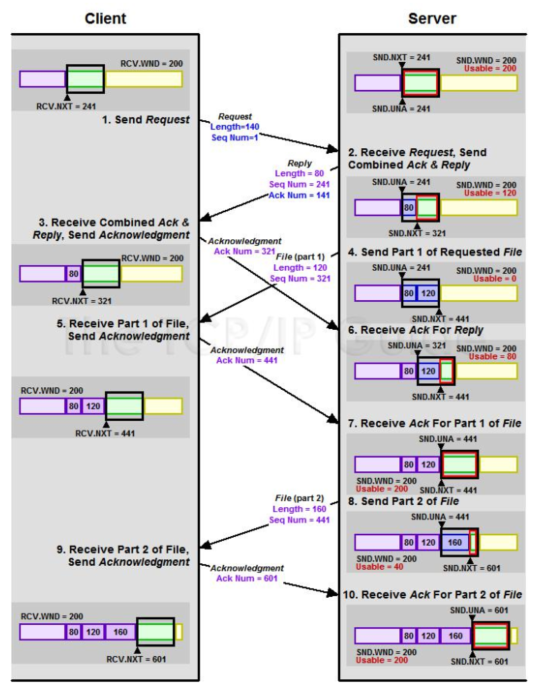 Client
Server
RCV.WND = 200
RCV.NXT = 241
SND.NXT = 241
SND.WND = 200
Usable = 200
SND.UNA = 241
1. Send Request
Request
Length=140
Seq Num=1
2. Receive Request, Send
Combined Ack & Reply
Reply
Length = 80
Seq Num = 241
Ack Num = 141
SND.UNA = 241
SND.WND = 200
Usable = 120
80
SND.NXT = 321
3. Receive Combined Ack &
Reply, Send Acknowledgment
Acknowledgment
Ack Num = 321
RCV.WND = 200
80
RCV.NXT = 321
File (part 1)
Length = 120
Seq Num = 321
4. Send Part 1 of Requested File
SND.UNA = 241
SND.WND = 200
Usable = 0
80 120
SND.NXT = 441
5. Receive Part 1 of File,
Send Acknowledgment
The TCP/IP Guide
Acknowledgment
Ack Num = 441
6. Receive Ack For Reply
SND.UNA = 321
SND.WND = 200
Usable = 80
80 120
SND.NXT = 441
RCV.WND = 200
80 120
RCV.NXT = 441
7. Receive Ack For Part 1 of File
SND.UNA = 441
80 120
SND.WND = 200
Usable = 200
SND.NXT = 441
File (part 2)
Length = 160
Seq Num = 441
8. Send Part 2 of File
SND.UNA = 441
80 120 160
SND.WND = 200
Usable = 40
SND.NXT = 601
9. Receive Part 2 of File,
Send Acknowledgment
Acknowledgment
Ack Num = 601
10. Receive Ack For Part 2 of File
RCV.WND = 200
80 120 160
RCV.NXT = 601
SND.UNA = 601
80 120 160
SND.WND = 200
Usable = 200
SND.NXT = 601